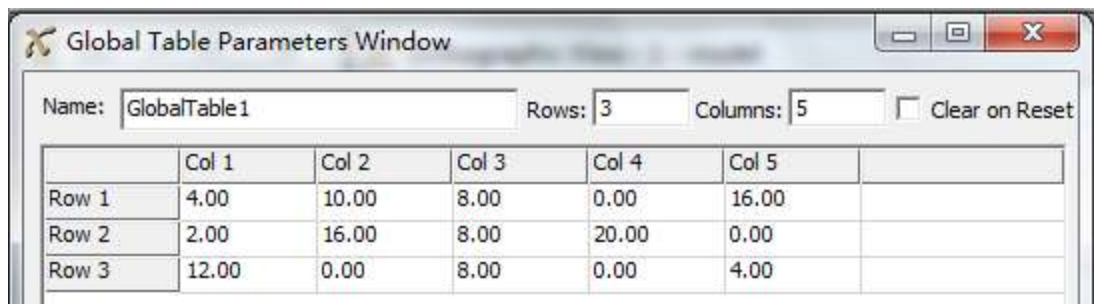 Global Table Parameters Window
Name: GlobalTable1 Rows: 3 Columns: 5 Clear on Reset
Col 1 Col 2 Col 3 Col 4 Col 5
Row 1 4.00 10.00 8.00 0.00 16.00
Row 2 2.00 16.00 8.00 20.00 0.00
Row 3 12.00 0.00 8.00 0.00 4.00